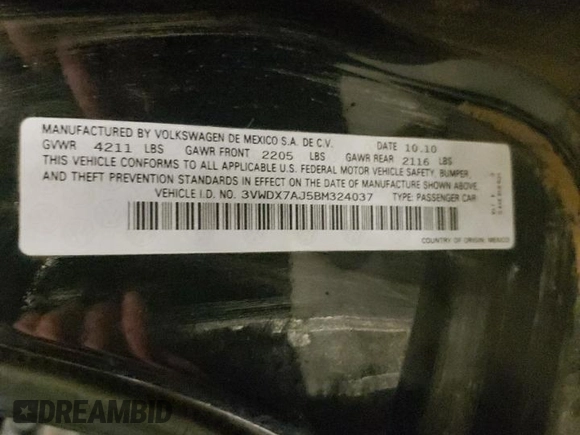 MANUFACTURED BY VOLKSWAGEN DE MEXICO S.A. DE C.V. DATE 10.10
GVWR 4211 LBS GAWR FRONT 2205 LBS GAWR REAR 2116 LBS
THIS VEHICLE CONFORMS TO ALL APPLICABLE U.S. FEDERAL MOTOR VEHICLE SAFETY, BUMPER,
AND THEFT PREVENTION STANDARDS IN EFFECT ON THE DATE OF MANUFACTURE SHOWN ABOVE.
VEHICLE I.D. NO. 3VWDX7AJ5BM324037 TYPE: PASSENGER CAR
COUNTRY OF ORIGIN: MEXICO
DREAMBID